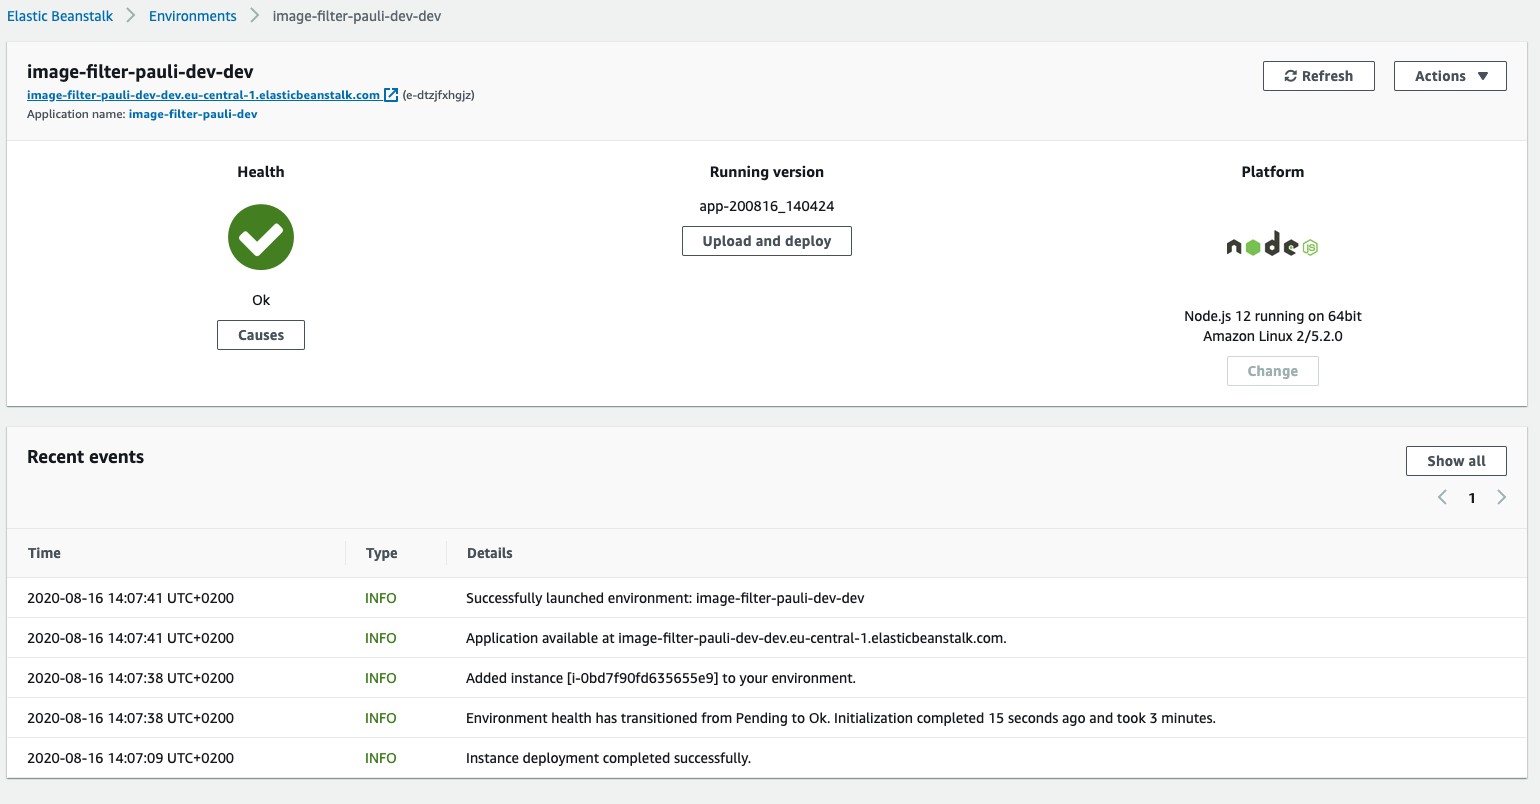 Elastic Beanstalk > Environments > image-filter-pauli-dev-dev
image-filter-pauli-dev-dev
image-filter-pauli-dev-dev.eu-central-1.elasticbeanstalk.com (e-dtzjfxhgjz)
Application name: image-filter-pauli-dev
Refresh
Actions
Health
Ok
Causes
Running version
app-200816_140424
Upload and deploy
Platform
node JS
Node.js 12 running on 64bit
Amazon Linux 2/5.2.0
Change
Recent events
Show all
1
Time Type Details
2020-08-16 14:07:41 UTC+0200 INFO Successfully launched environment: image-filter-pauli-dev-dev
2020-08-16 14:07:41 UTC+0200 INFO Application available at image-filter-pauli-dev-dev.eu-central-1.elasticbeanstalk.com.
2020-08-16 14:07:38 UTC+0200 INFO Added instance [i-0bd7f90fd635655e9] to your environment.
2020-08-16 14:07:38 UTC+0200 INFO Environment health has transitioned from Pending to Ok. Initialization completed 15 seconds ago and took 3 minutes.
2020-08-16 14:07:09 UTC+0200 INFO Instance deployment completed successfully.